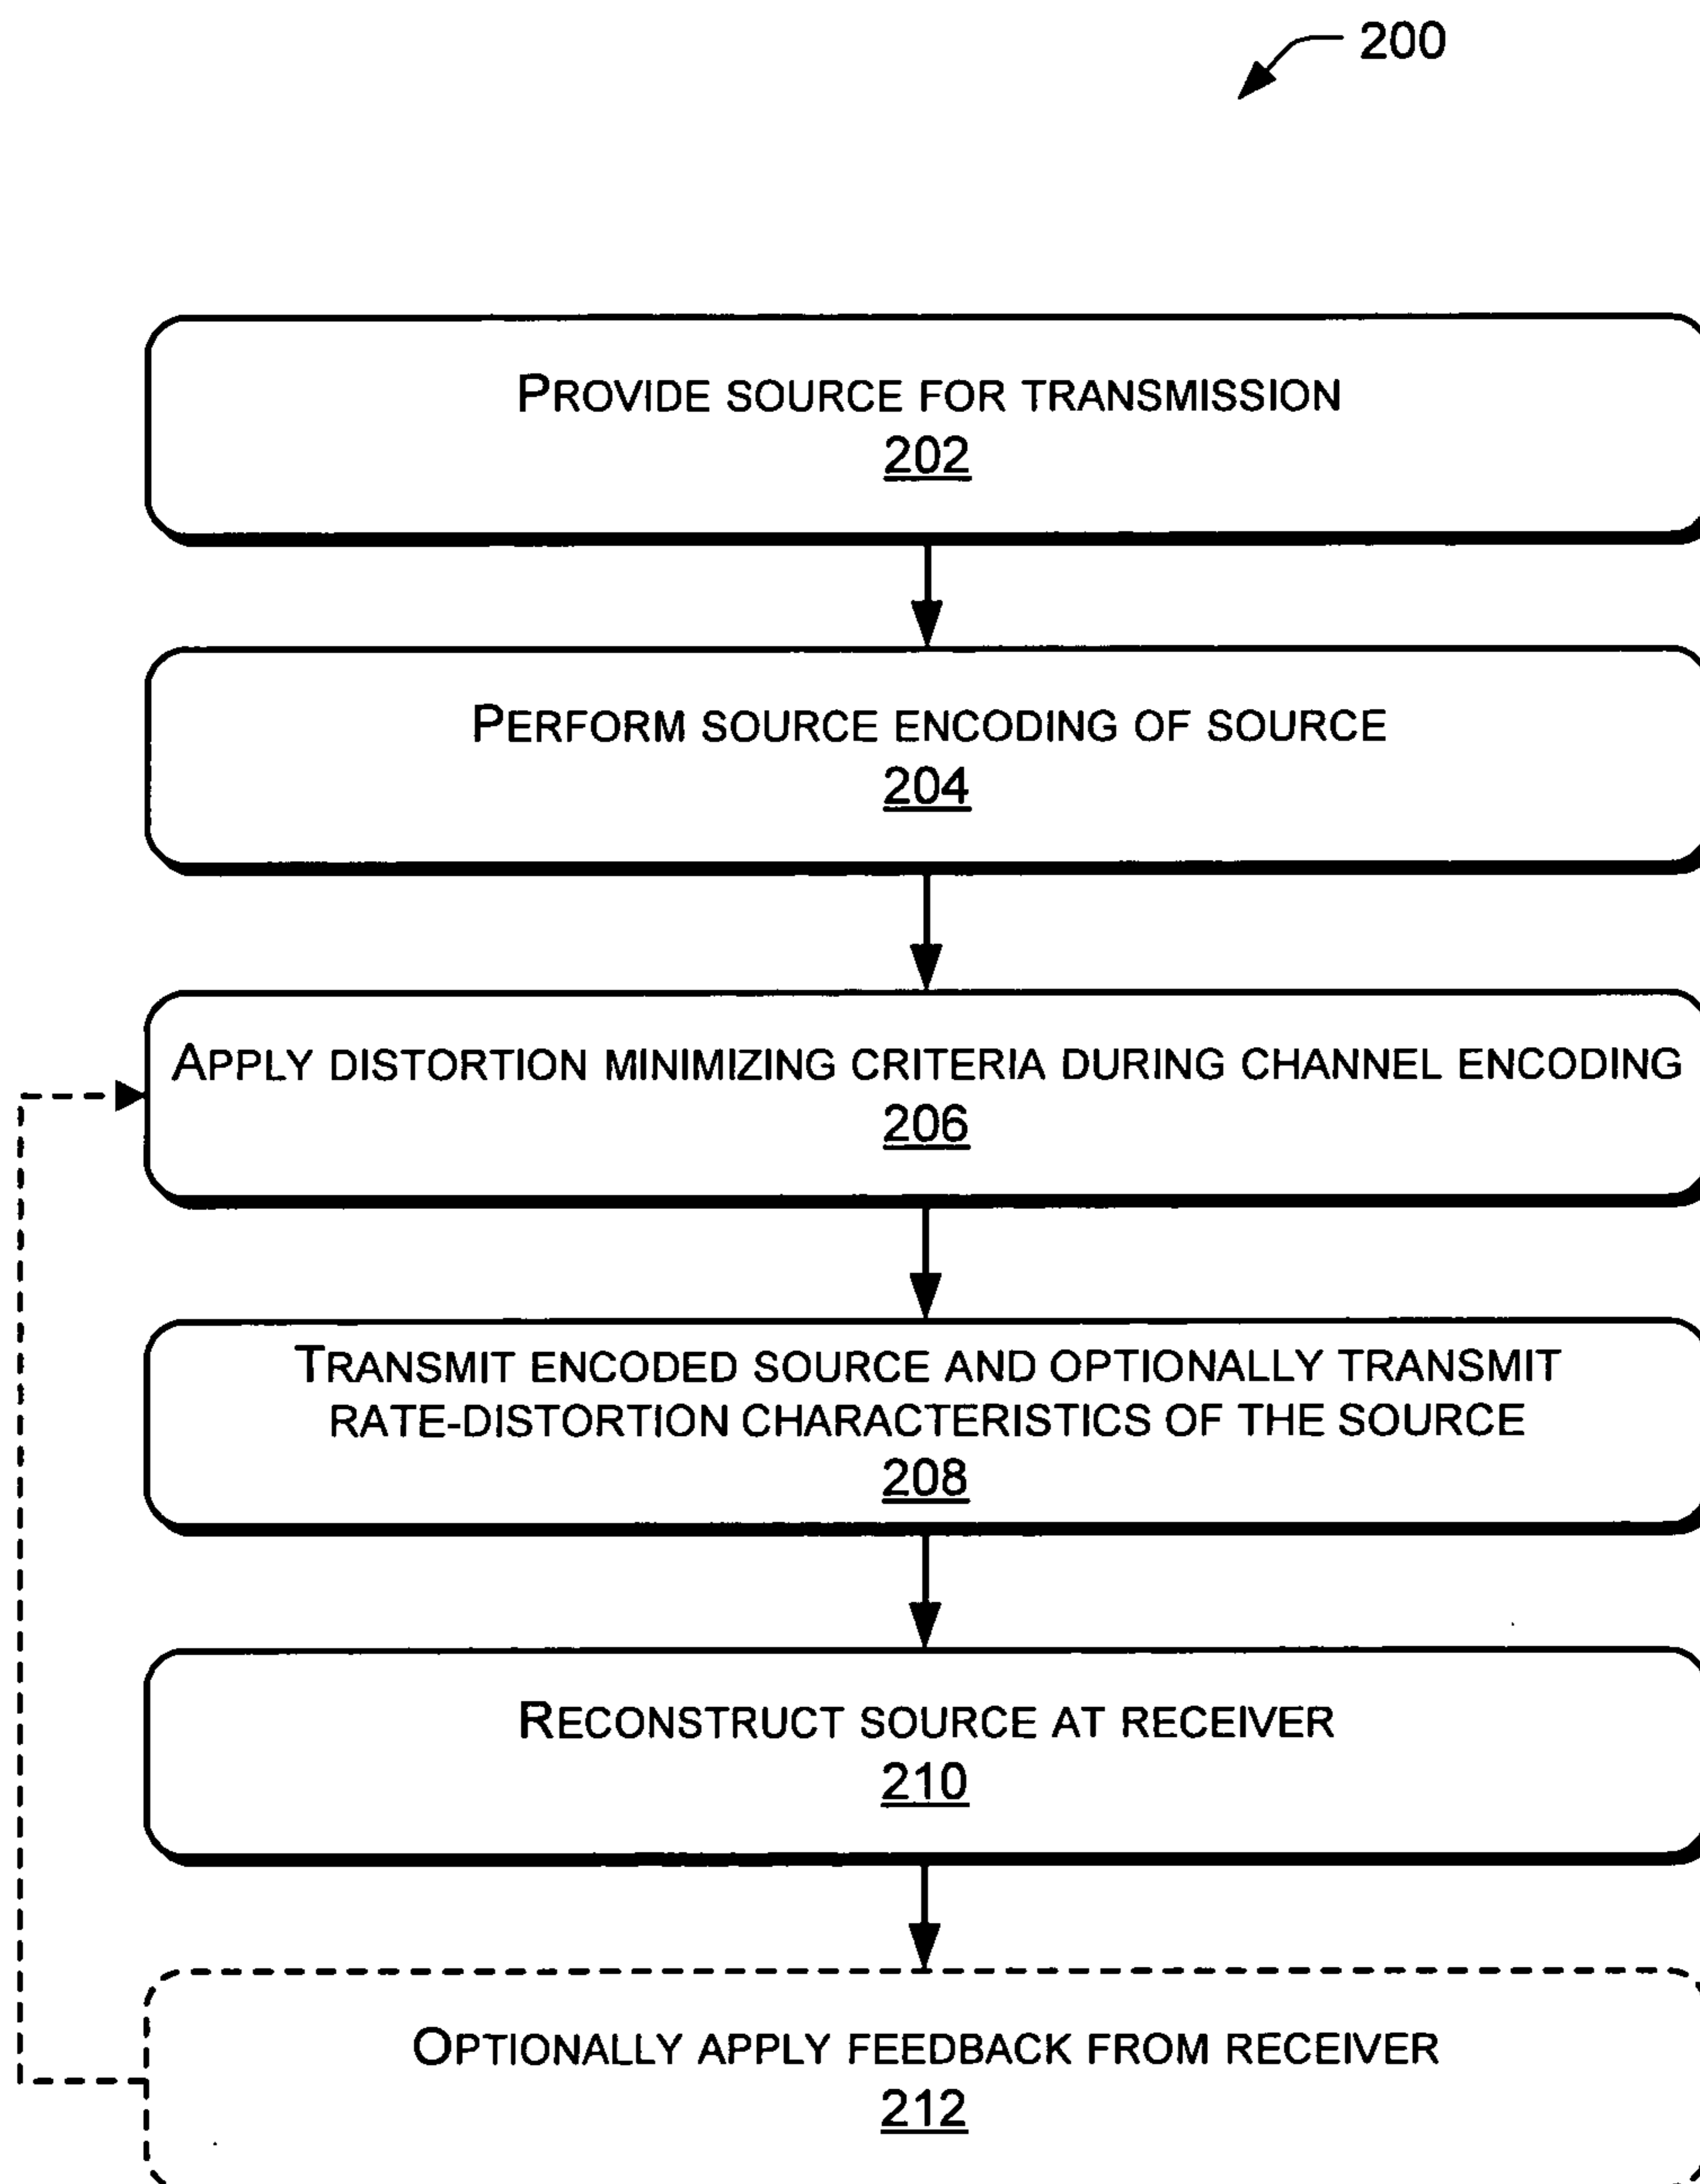 200
PROVIDE SOURCE FOR TRANSMISSION
202
PERFORM SOURCE ENCODING OF SOURCE
204
APPLY DISTORTION MINIMIZING CRITERIA DURING CHANNEL ENCODING
206
TRANSMIT ENCODED SOURCE AND OPTIONALLY TRANSMIT
RATE-DISTORTION CHARACTERISTICS OF THE SOURCE
208
RECONSTRUCT SOURCE AT RECEIVER
210
OPTIONALLY APPLY FEEDBACK FROM RECEIVER
212